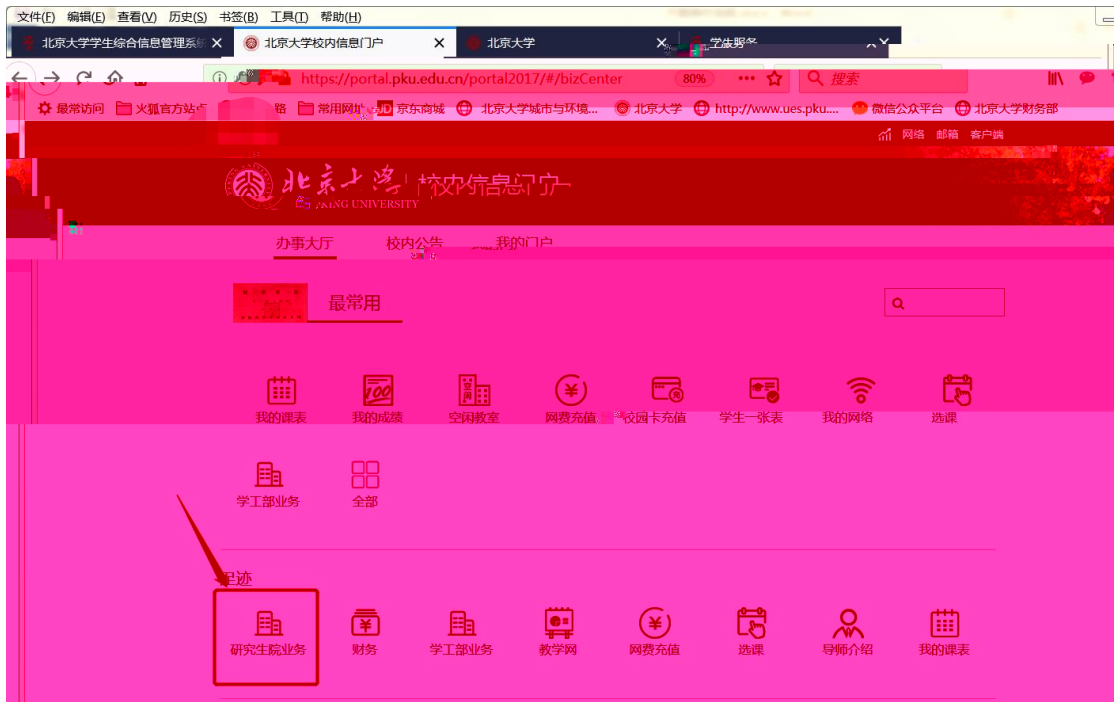 文件(F) 编辑(E) 查看(V) 历史(S) 书签(B) 工具(T) 帮助(H)
北京大学学生综合信息管理系统 北京大学校内信息门户 北京大学
https://portal.pku.edu.cn/portal2017/#/bizCenter 80% 搜索
最常访问 火狐官方站点 常用网址 JD 京东商城 北京大学城市与环境... 北京大学 http://www.ues.pku.... 微信公众平台 北京大学财务部
网络 邮箱 客户端
北京大学 校内信息门户
UNIVERSITY
办事大厅 校内公告 我的门户
最常用
我的课表 我的成绩 空闲教室 网费充值 校园卡充值 学生一张表 我的网络 选课
学工部业务 全部
足迹
研究生院业务 财务 学工部业务 教学网 网费充值 选课 导师介绍 我的课表